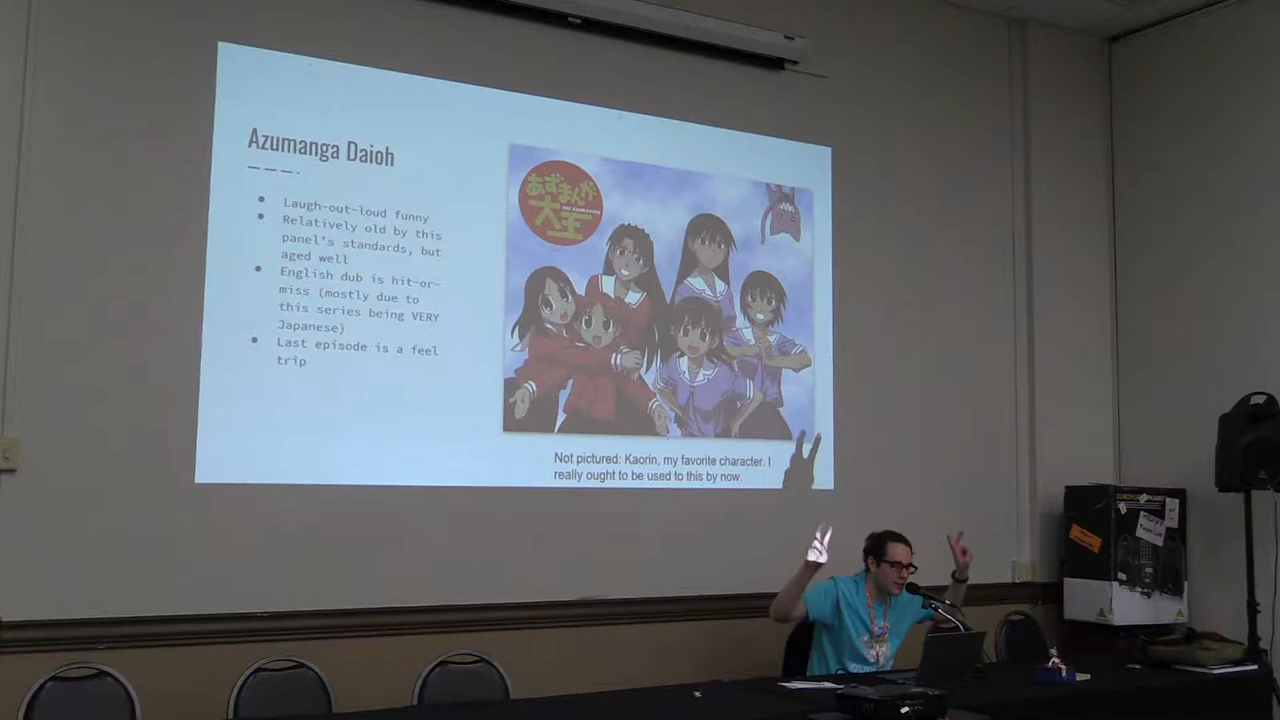 Azumanga Daioh
Laugh-out-loud funny
Relatively old by this
panel's standards, but
aged well
English dub is hit-or-
miss (mostly due to
this series being VERY
Japanese)
Last episode is a feel
trip
あずまんが
大王
THE ANIMATION
Not pictured: Kaorin, my favorite character. I
really ought to be used to this by now.